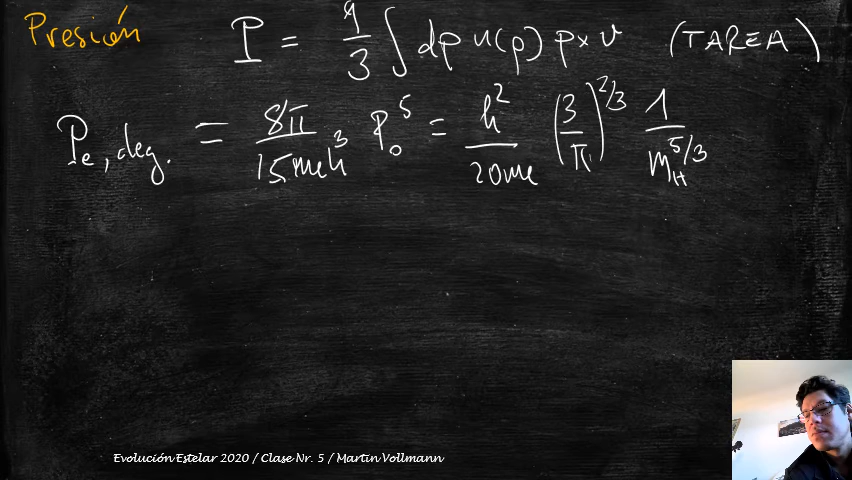 Presión P = 1/3 ∫ dp n(p) p × v (TAREA)
Pe,deg. = 8π/15meh³ p₀⁵ = h²/20me (3/π)^2/3 1/m_H^5/3
Evolución Estelar 2020 / Clase Nr. 5 / Martin Vollmann